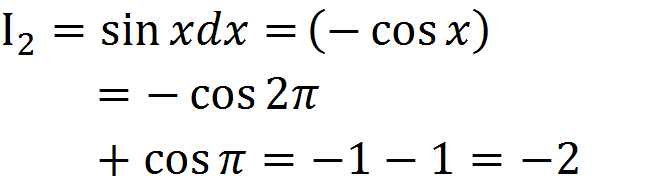 I₂ = sin xdx = (− cos x)
= − cos 2π
+ cos π = −1 − 1 = −2